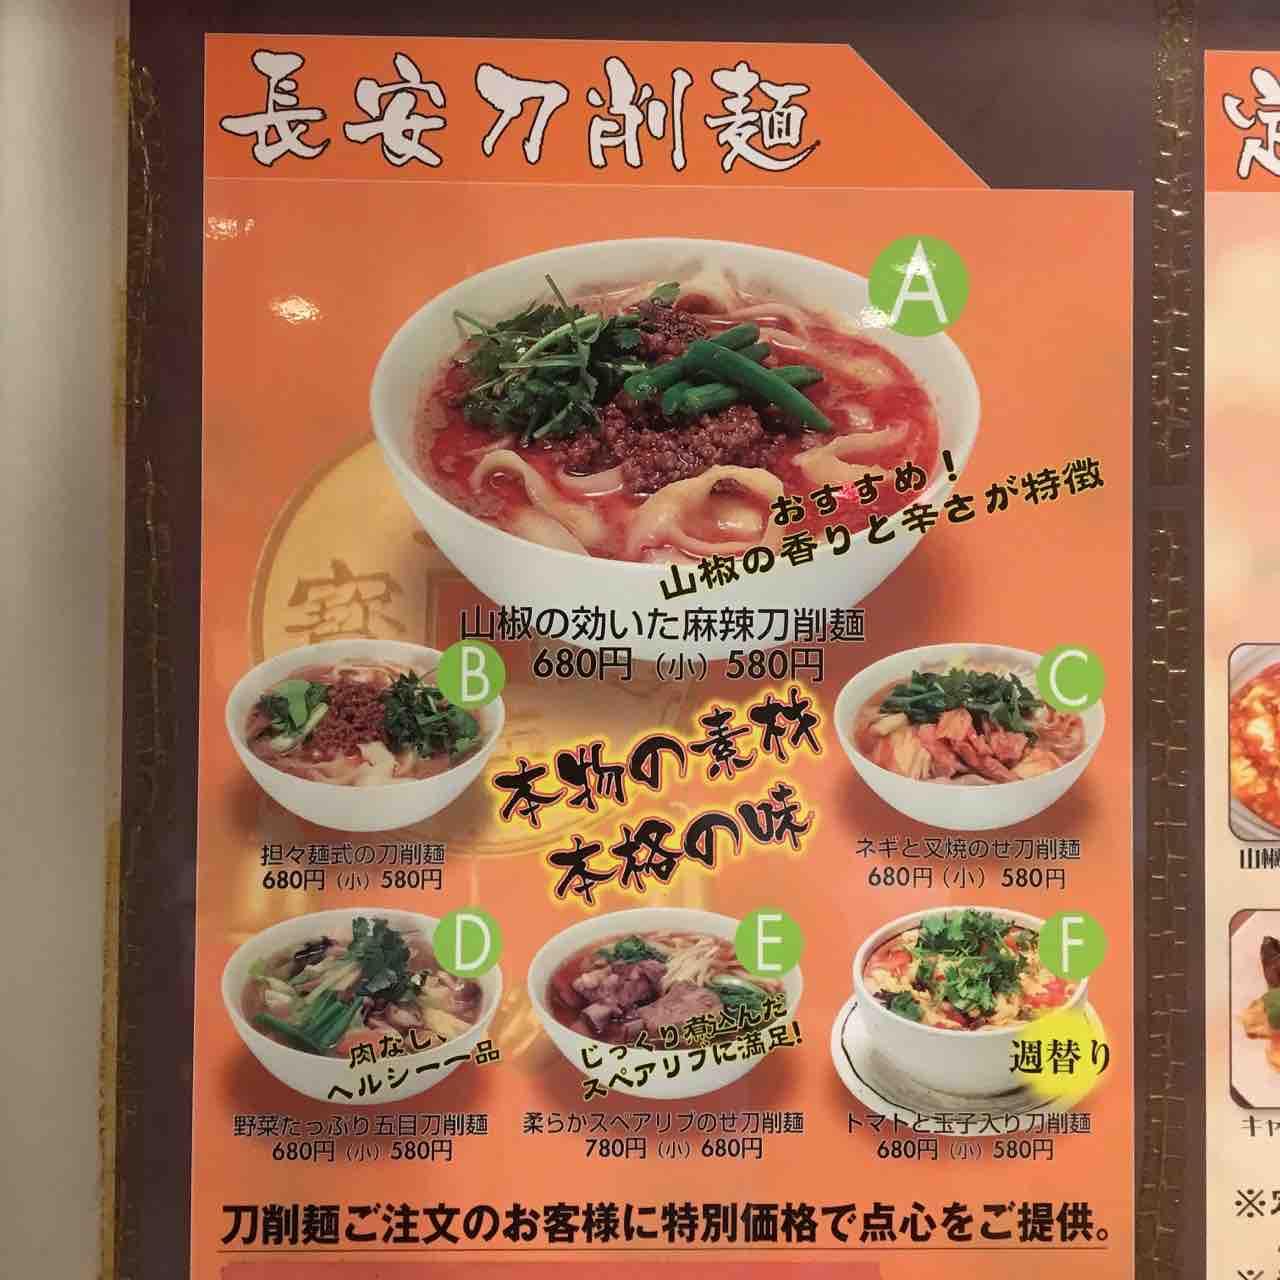 長安刀削麺
A
おすすめ！
山椒の香りと辛さが特徴
山椒の効いた麻辣刀削麺
680円（小）580円
B
担々麺式の刀削麺
680円（小）580円
本物の素材
本格の味
C
ネギと叉焼のせ刀削麺
680円（小）580円
D
肉なし、
ヘルシー一品
野菜たっぷり五目刀削麺
680円（小）580円
E
じっくり煮込んだ
スペアリブに満足!
柔らかスペアリブのせ刀削麺
780円（小）680円
F
週替り
トマトと玉子入り刀削麺
680円（小）580円
刀削麺ご注文のお客様に特別価格で点心をご提供。
定
山椒
キャ